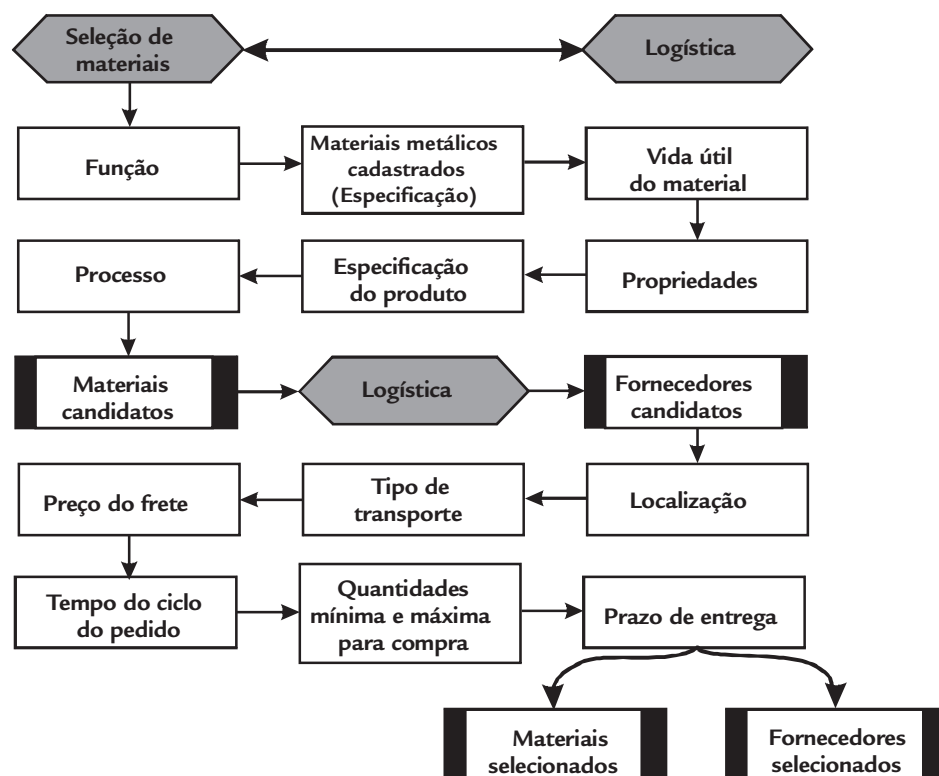 Seleção de
materiais
Logística
Função
Materiais metálicos
cadastrados
(Especificação)
Vida útil
do material
Processo
Especificação
do produto
Propriedades
Materiais
candidatos
Logística
Fornecedores
candidatos
Preço do frete
Tipo de
transporte
Localização
Tempo do ciclo
do pedido
Quantidades
mínima e máxima
para compra
Prazo de entrega
Materiais
selecionados
Fornecedores
selecionados